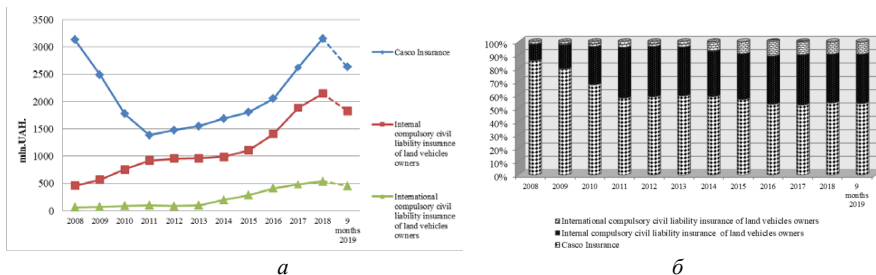 3500
3000
2500
2000
1500
1000
500
0
mln.UAH.
2008 2009 2010 2011 2012 2013 2014 2015 2016 2017 2018 9
months
2019
Casco Insurance
Internal
compulsory civil
liability insurance
of land vehicles
owners
International
compulsory civil
liability insurance
of land vehicles
owners
а
100%
90%
80%
70%
60%
50%
40%
30%
20%
10%
0%
2008 2009 2010 2011 2012 2013 2014 2015 2016 2017 2018 9
months
2019
International compulsory civil liability insurance of land vehicles owners
Internal compulsory civil liability insurance of land vehicles owners
Casco Insurance
б